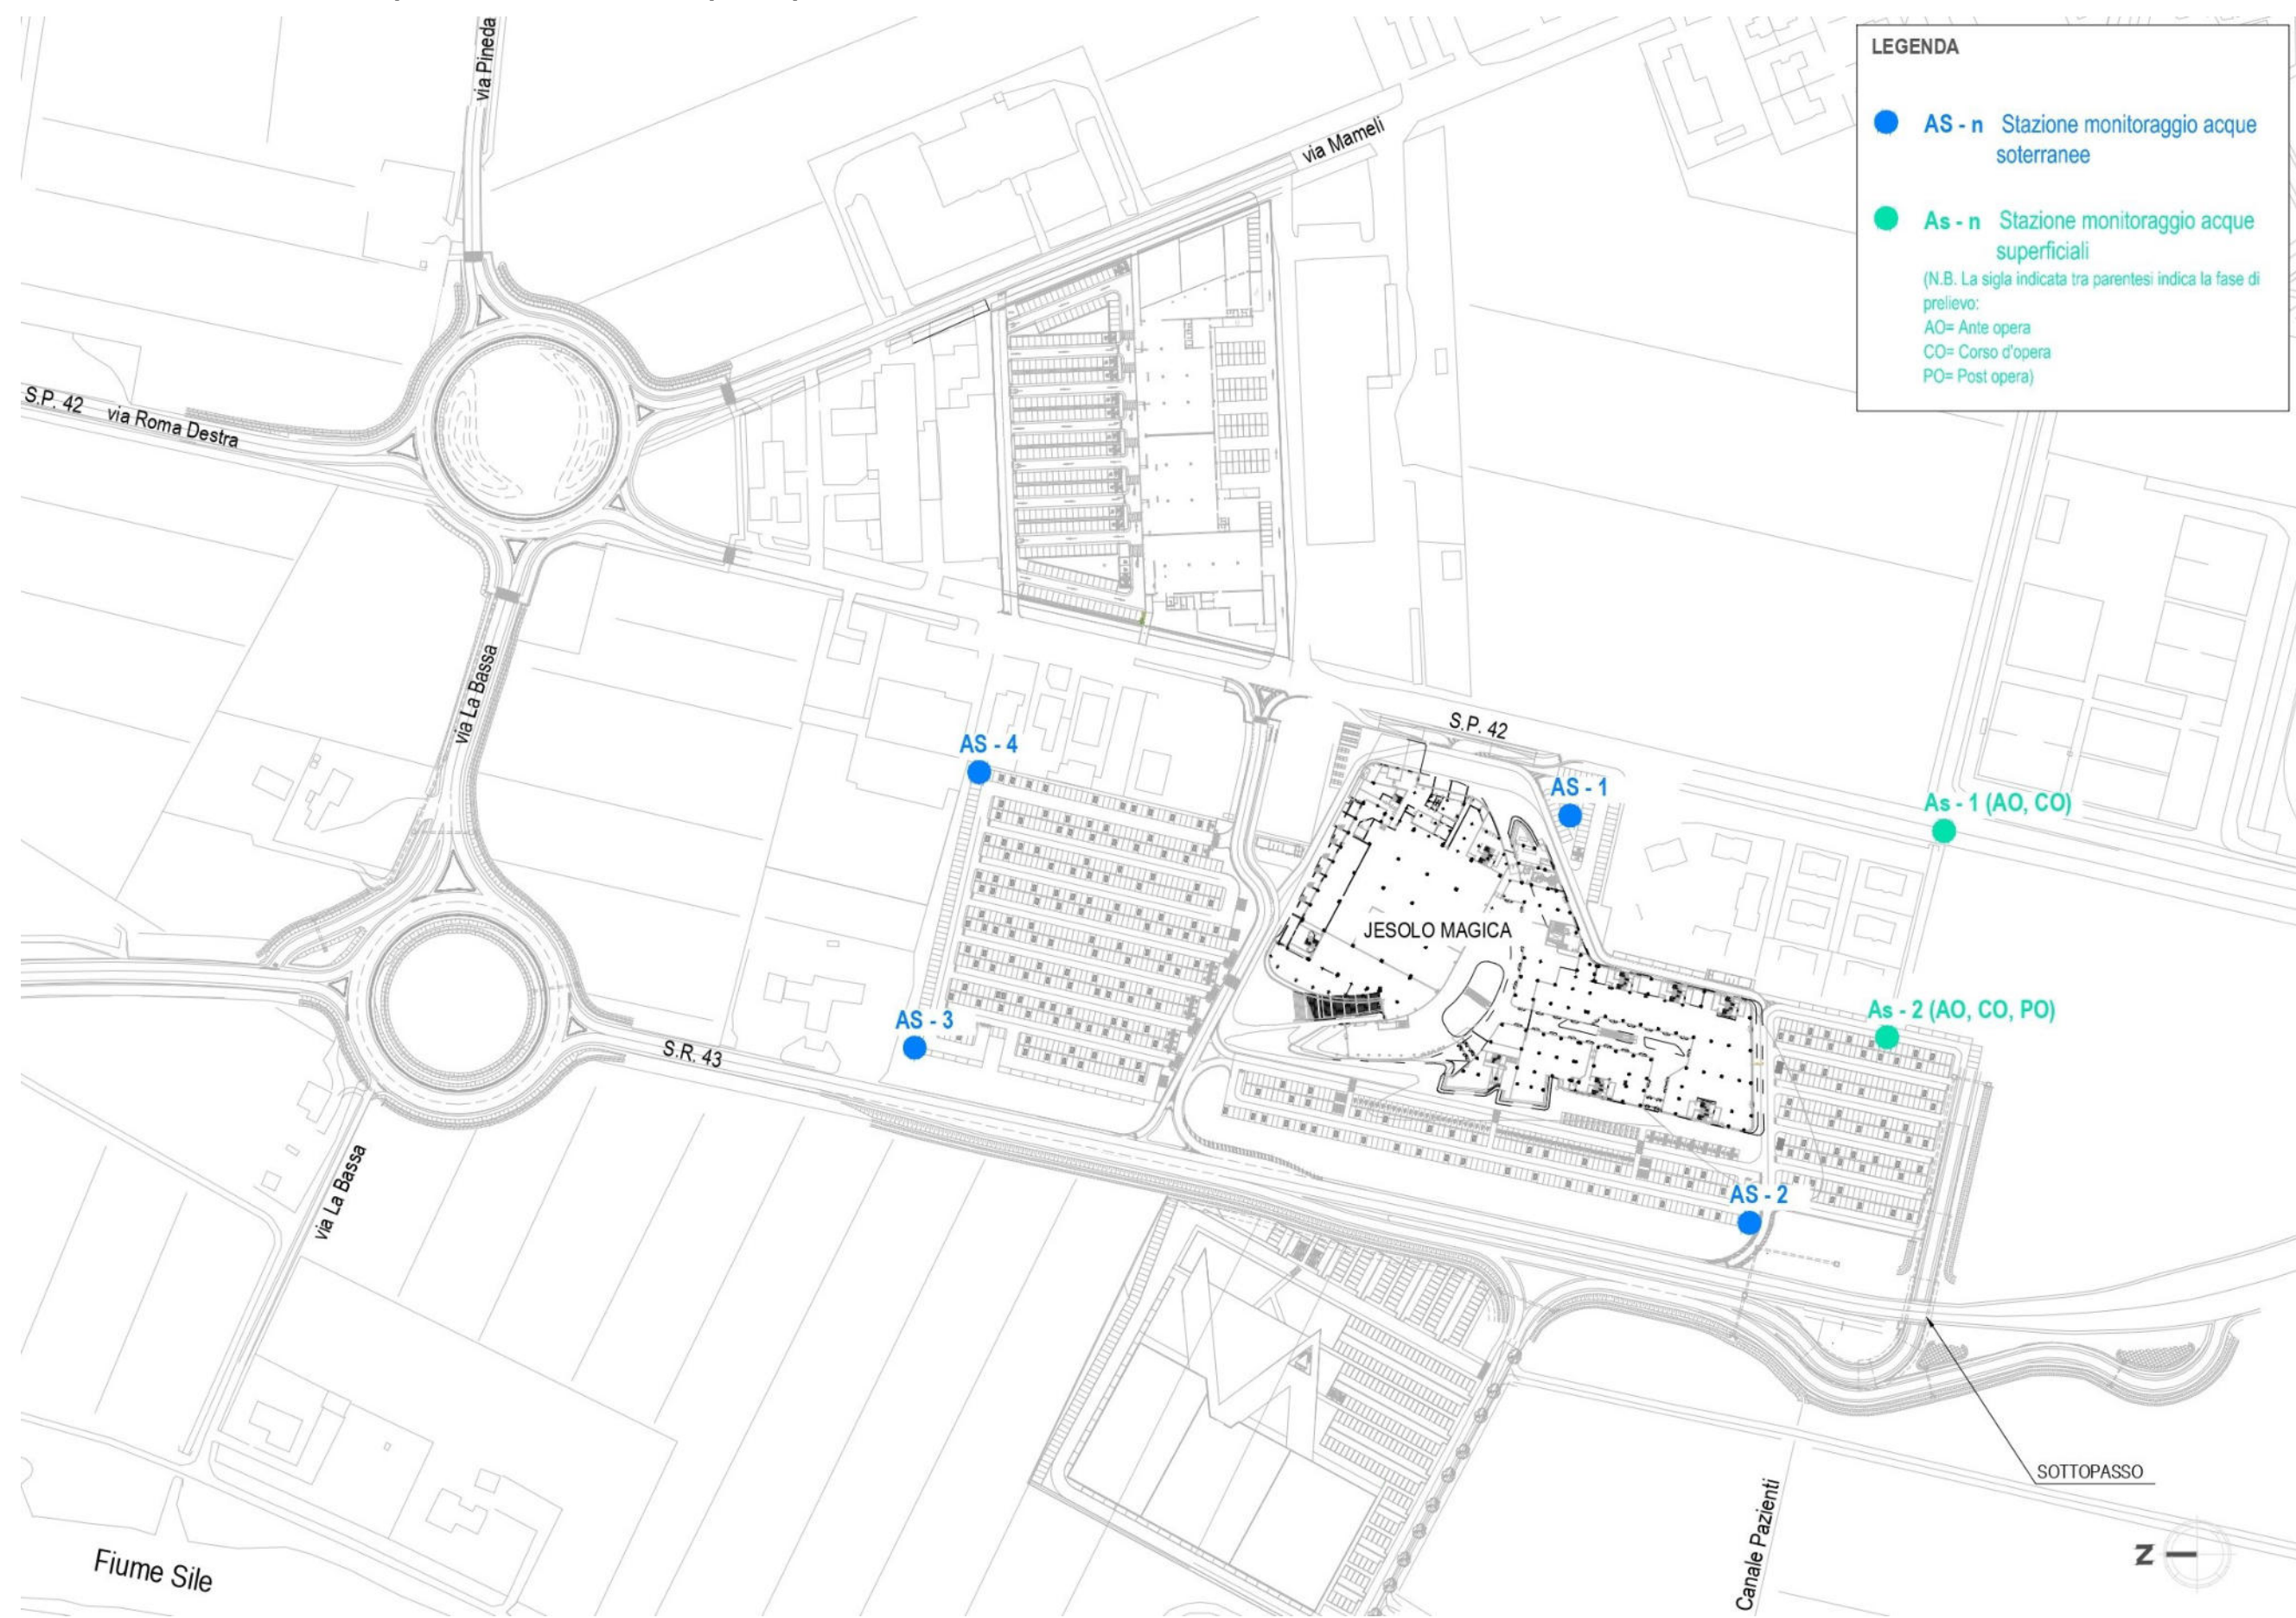 LEGENDA
AS - n Stazione monitoraggio acque
soterranee
As - n Stazione monitoraggio acque
superficiali
(N.B. La sigla indicata tra parentesi indica la fase di
prelievo:
AO= Ante opera
CO= Corso d'opera
PO= Post opera)
via Pineda
via Mameli
S.P. 42 via Roma Destra
via La Bassa
S.P. 42
AS - 4
AS - 1
As - 1 (AO, CO)
JESOLO MAGICA
As - 2 (AO, CO, PO)
AS - 3
S.R. 43
AS - 2
via La Bassa
SOTTOPASSO
Canale Pazienti
Fiume Sile
Z